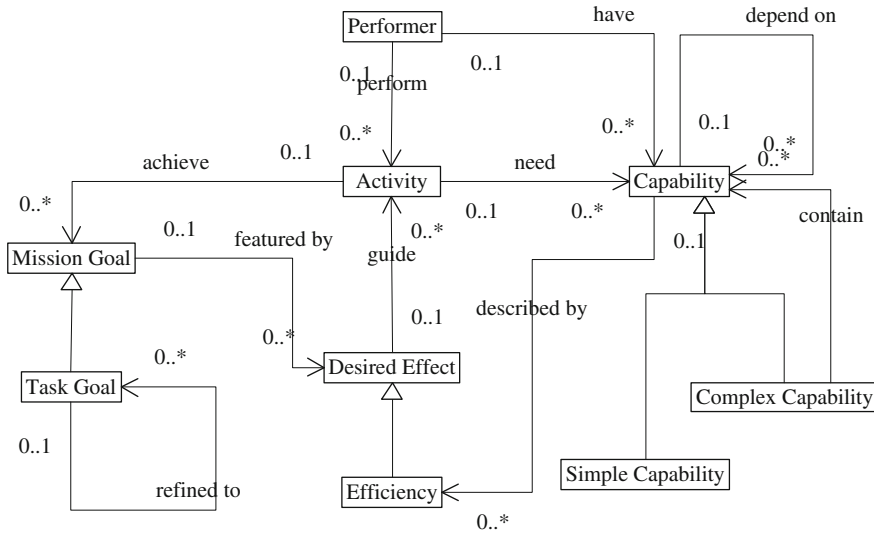 have
depend on
Performer
0..1
0..1
perform
0..1
0..*
0..*
0..*
0..*
achieve
0..1
need
Activity
Capability
0..*
0..1
0..1
0..*
contain
featured by
0..*
guide
0..1
Mission Goal
described by
0..1
0..*
0..*
Desired Effect
Task Goal
Complex Capability
0..1
Simple Capability
refined to
Efficiency
0..*